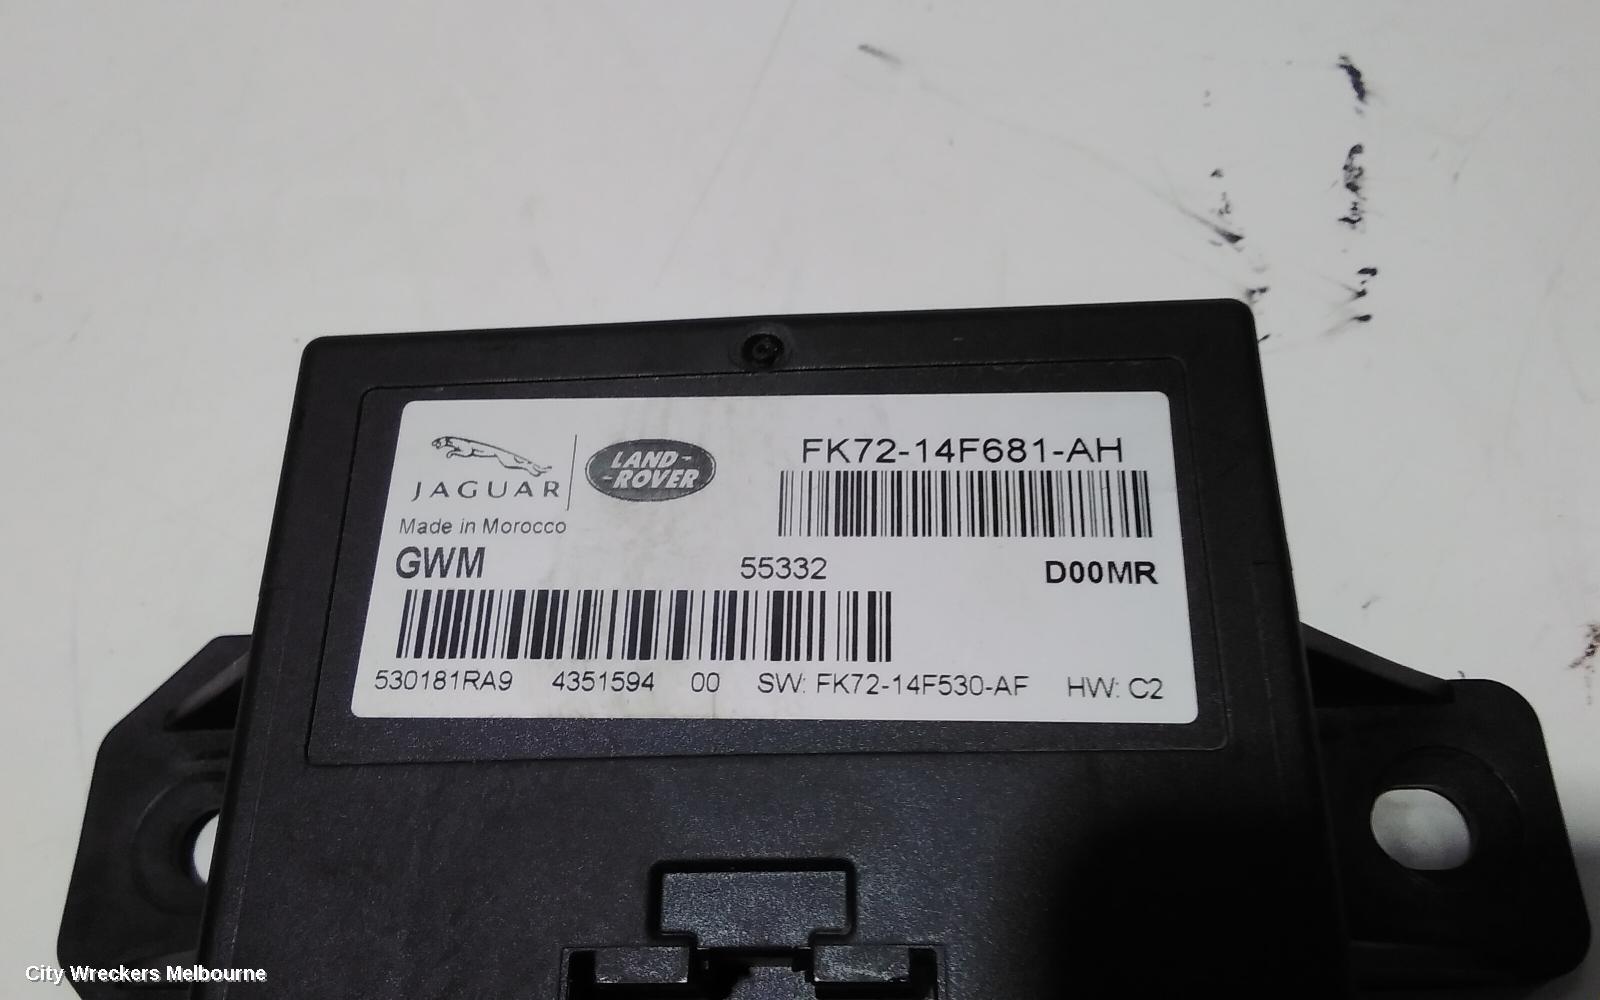 JAGUAR
LAND-
-ROVER
FK72-14F681-AH
Made in Morocco
GWM 55332 D00MR
530181RA9 4351594 00 SW: FK72-14F530-AF HW: C2
City Wreckers Melbourne